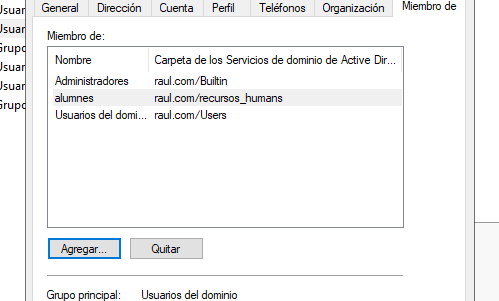 Usuar
General Dirección Cuenta Perfil Teléfonos Organización Miembro de
Usuar
Grupo
Usuar
Usuar
Grupo
Miembro de:
Nombre Carpeta de los Servicios de dominio de Active Dir...
Administradores raul.com/Builtin
alumnes raul.com/recursos_humans
Usuarios del domi... raul.com/Users
Agregar... Quitar
Grupo principal: Usuarios del dominio